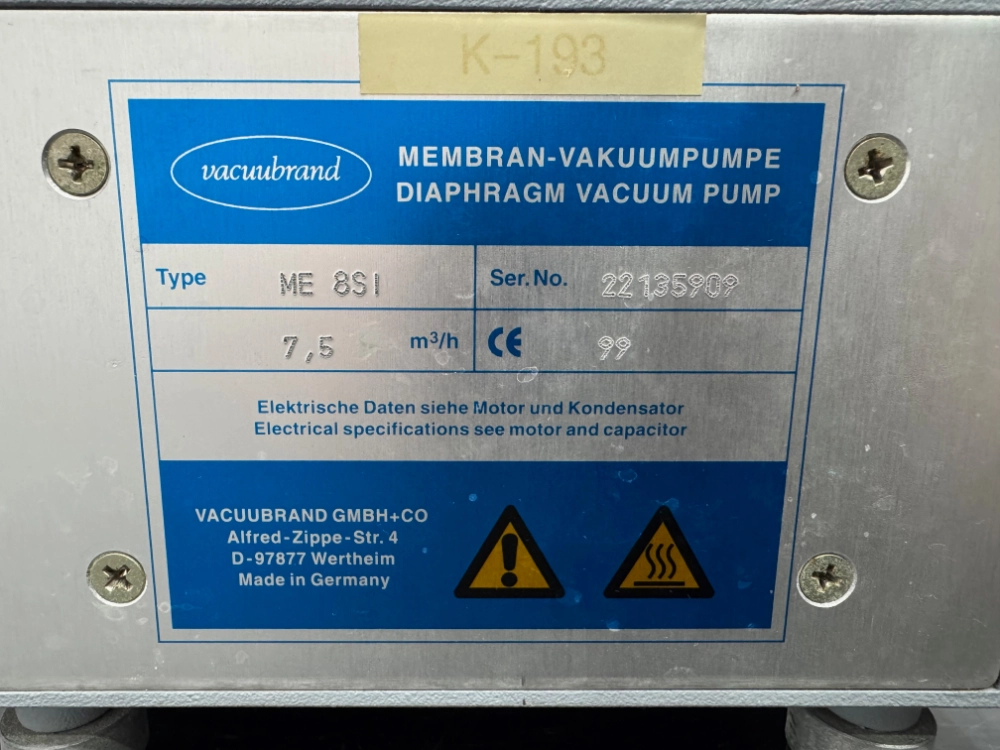 K-193
vacuubrand
MEMBRAN-VAKUUMPUMPE
DIAPHRAGM VACUUM PUMP
Type ME 8SI Ser. No. 22135909
7,5 m³/h CE 99
Elektrische Daten siehe Motor und Kondensator
Electrical specifications see motor and capacitor
VACUUBRAND GMBH+CO
Alfred-Zippe-Str. 4
D-97877 Wertheim
Made in Germany